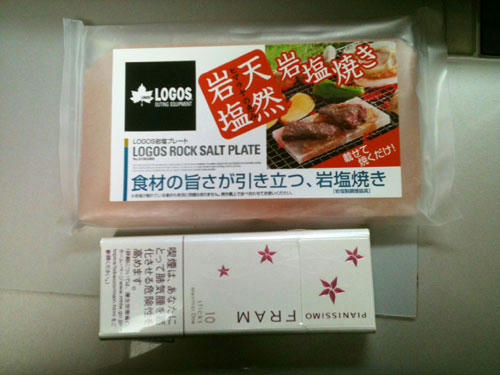 LOGOS
OUTING EQUIPMENT
天然
岩塩
岩塩焼き
載せて
焼くだけ!
LOGOS岩塩プレート
LOGOS ROCK SALT PLATE
食材の旨さが引き立つ、岩塩焼き
喫煙は、あなたに
とって肺気腫を悪
化させる危険性を
高めます。
PIANISSIMO
FRAM
10